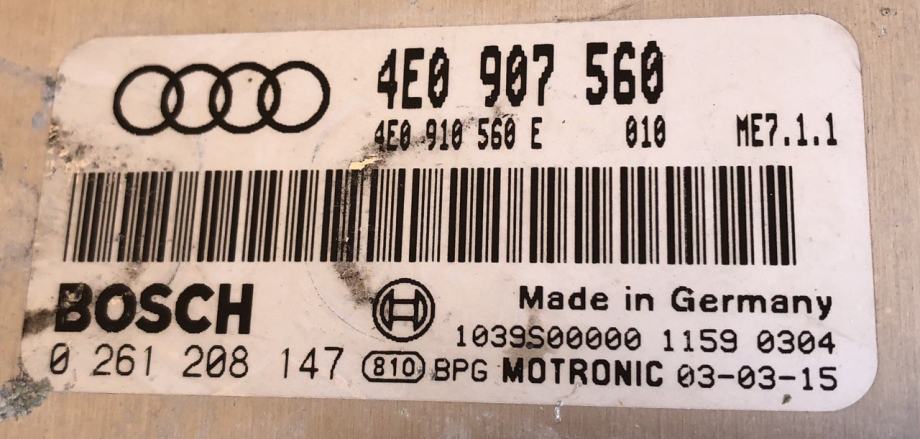 4E0 907 560
4E0 910 560 E 010 ME7.1.1
BOSCH
Made in Germany
1039S00000 1159 0304
0 261 208 147 810 BPG MOTRONIC 03-03-15